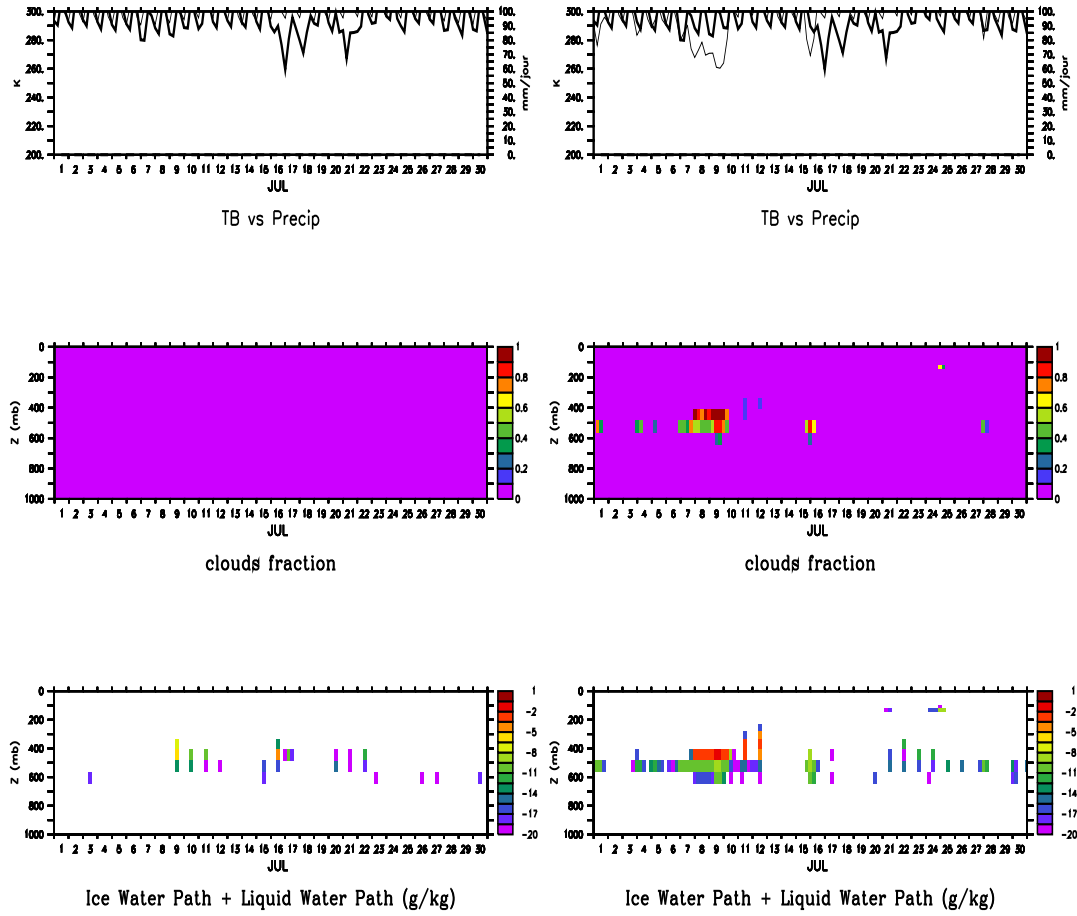 300. 100. 300. 100.
90. 90.
280. 80. 280. 80.
70. 70.
K 260. 60. mm/jour K 260. 60. mm/jour
50. 50.
240. 40. 240. 40.
30. 30.
220. 20. 220. 20.
10. 10.
200. 0. 200. 0.
1 2 3 4 5 6 7 8 9 10 11 12 13 14 15 16 17 18 19 20 21 22 23 24 25 26 27 28 29 30 1 2 3 4 5 6 7 8 9 10 11 12 13 14 15 16 17 18 19 20 21 22 23 24 25 26 27 28 29 30
JUL JUL
TB vs Precip TB vs Precip
0 1 0 1
200 0.8 200 0.8
Z (mb) 400 0.6 Z (mb) 400 0.6
600 0.4 600 0.4
800 0.2 800 0.2
1000 0 1000 0
1 2 3 4 5 6 7 8 9 10 11 12 13 14 15 16 17 18 19 20 21 22 23 24 25 26 27 28 29 30 1 2 3 4 5 6 7 8 9 10 11 12 13 14 15 16 17 18 19 20 21 22 23 24 25 26 27 28 29 30
JUL JUL
clouds fraction clouds fraction
0 1 0 1
-2 -2
200 -5 200 -5
Z (mb) 400 -8 Z (mb) 400 -8
600 -11 600 -11
-14 -14
800 -17 800 -17
1000 -20 1000 -20
1 2 3 4 5 6 7 8 9 10 11 12 13 14 15 16 17 18 19 20 21 22 23 24 25 26 27 28 29 30 1 2 3 4 5 6 7 8 9 10 11 12 13 14 15 16 17 18 19 20 21 22 23 24 25 26 27 28 29 30
JUL JUL
Ice Water Path + Liquid Water Path (g/kg) Ice Water Path + Liquid Water Path (g/kg)